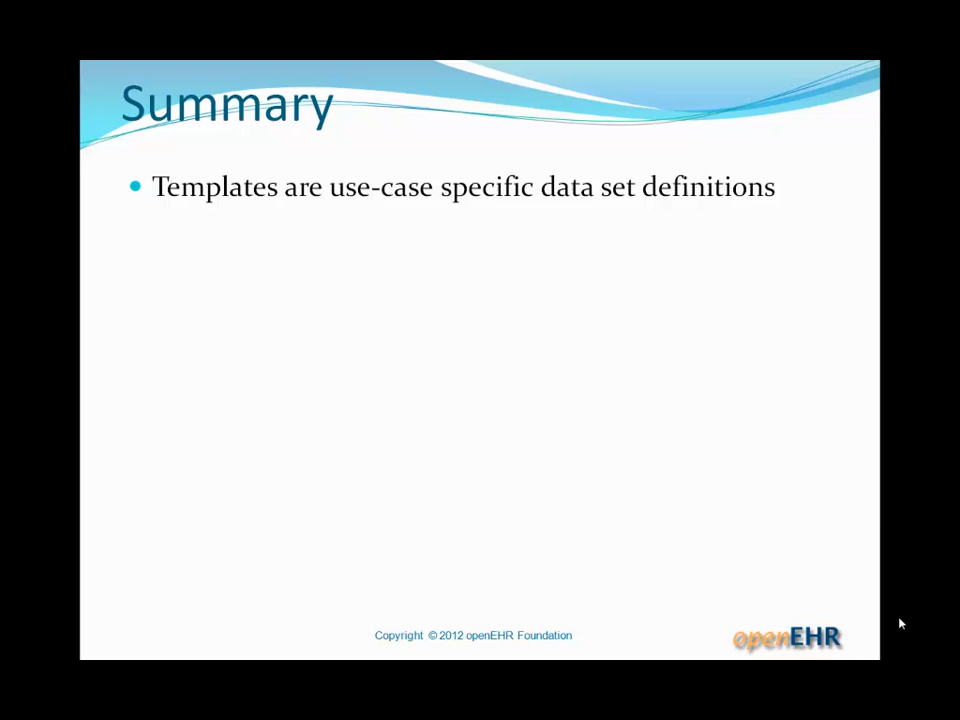 Summary
Templates are use-case specific data set definitions
Copyright © 2012 openEHR Foundation
openEHR